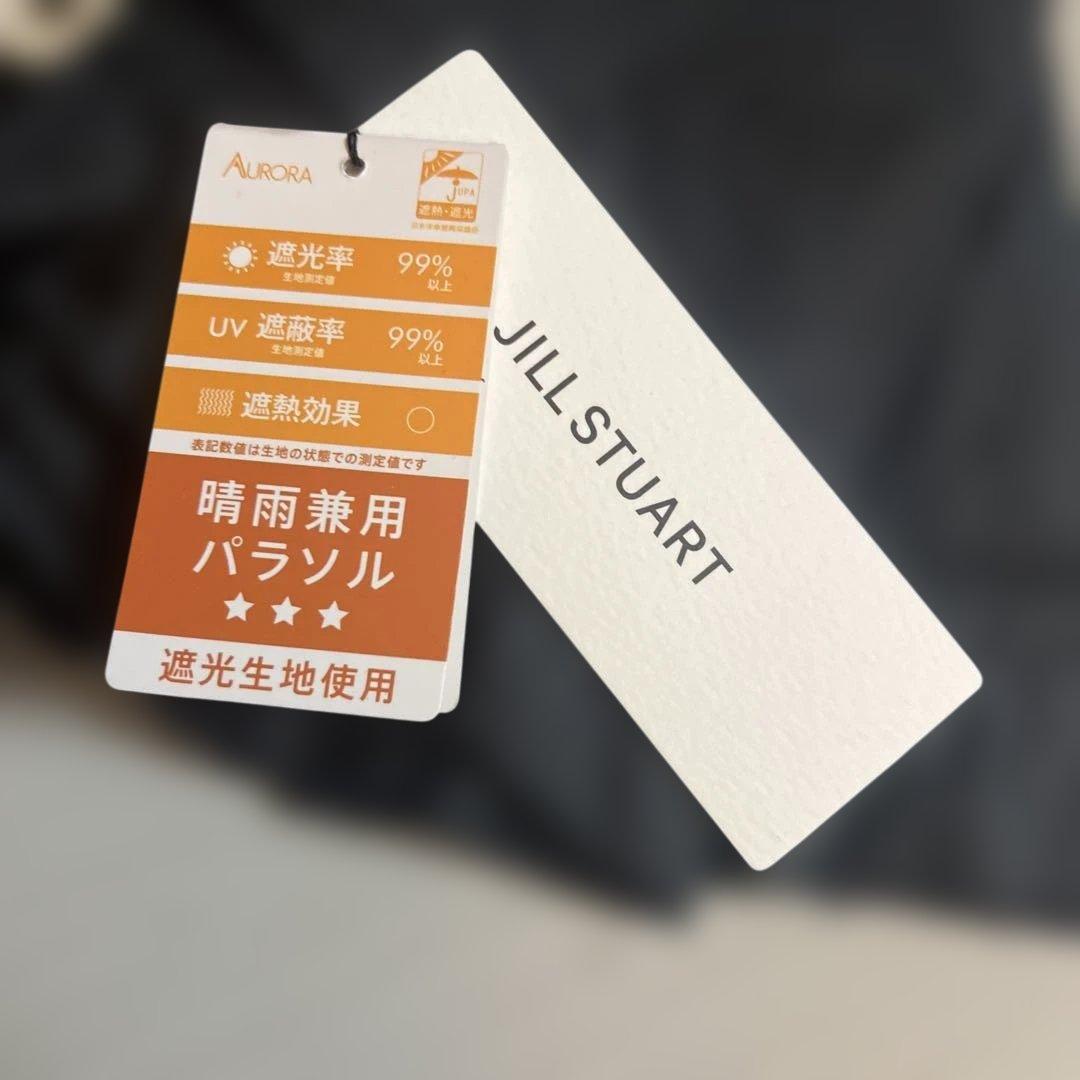 AURORA
JUPA
遮熱・遮光
遮光率 99%
生地測定値 以上
UV 遮蔽率 99%
生地測定値 以上
遮熱効果 ○
表記数値は生地の状態での測定値です
晴雨兼用
パラソル
★★★
遮光生地使用
JILL STUART